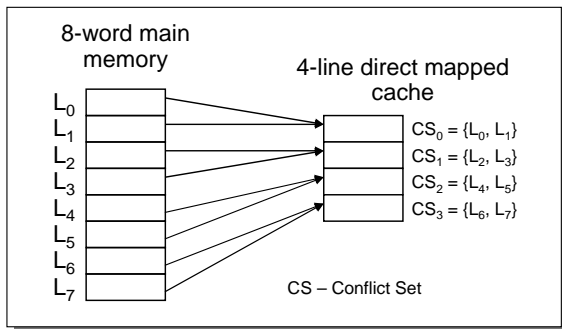 8-word main
memory
4-line direct mapped
cache
L0
L1
L2
L3
L4
L5
L6
L7
CS0 = {L0, L1}
CS1 = {L2, L3}
CS2 = {L4, L5}
CS3 = {L6, L7}
CS – Conflict Set